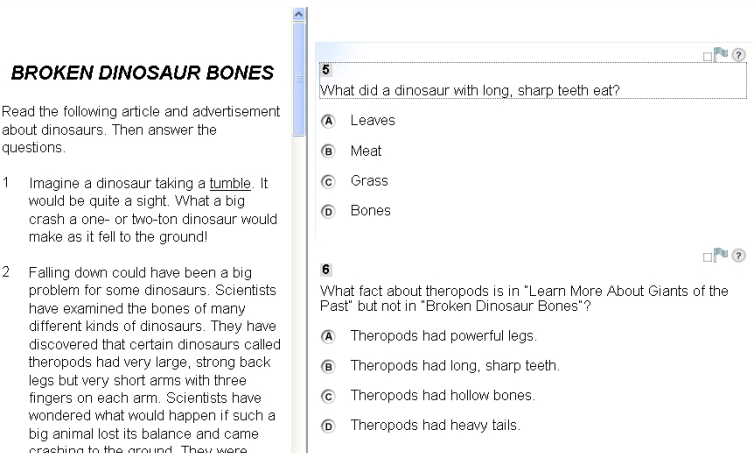 BROKEN DINOSAUR BONES
Read the following article and advertisement
about dinosaurs. Then answer the
questions.
1 Imagine a dinosaur taking a tumble. It
would be quite a sight. What a big
crash a one- or two-ton dinosaur would
make as it fell to the ground!
2 Falling down could have been a big
problem for some dinosaurs. Scientists
have examined the bones of many
different kinds of dinosaurs. They have
discovered that certain dinosaurs called
theropods had very large, strong back
legs but very short arms with three
fingers on each arm. Scientists have
wondered what would happen if such a
big animal lost its balance and came
crashing to the ground. They were
5
What did a dinosaur with long, sharp teeth eat?
A Leaves
B Meat
C Grass
D Bones
6
What fact about theropods is in "Learn More About Giants of the
Past" but not in "Broken Dinosaur Bones"?
A Theropods had powerful legs.
B Theropods had long, sharp teeth.
C Theropods had hollow bones.
D Theropods had heavy tails.